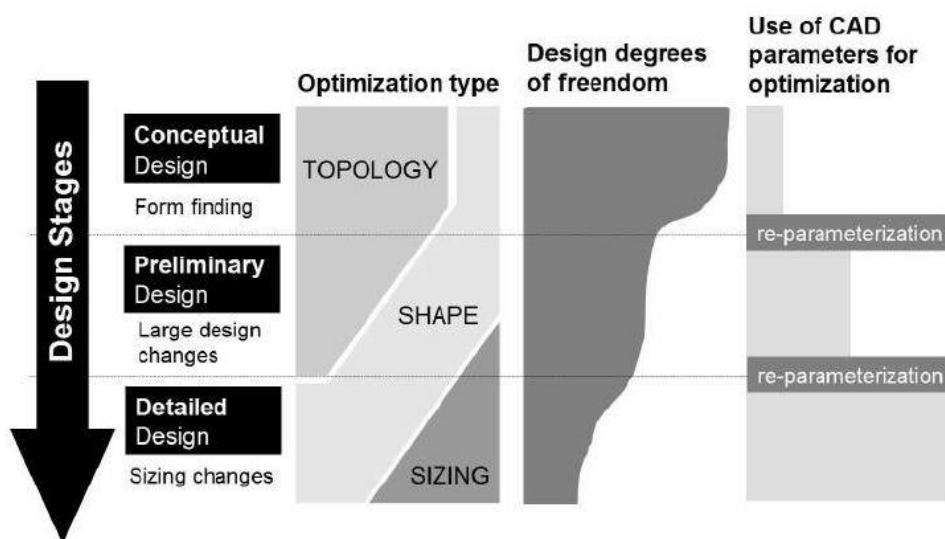 Use of CAD
parameters for
optimization
Design degrees
of freendom
Optimization type
Design Stages
Conceptual
Design
Form finding
TOPOLOGY
re-parameterization
Preliminary
Design
Large design
changes
SHAPE
re-parameterization
Detailed
Design
Sizing changes
SIZING